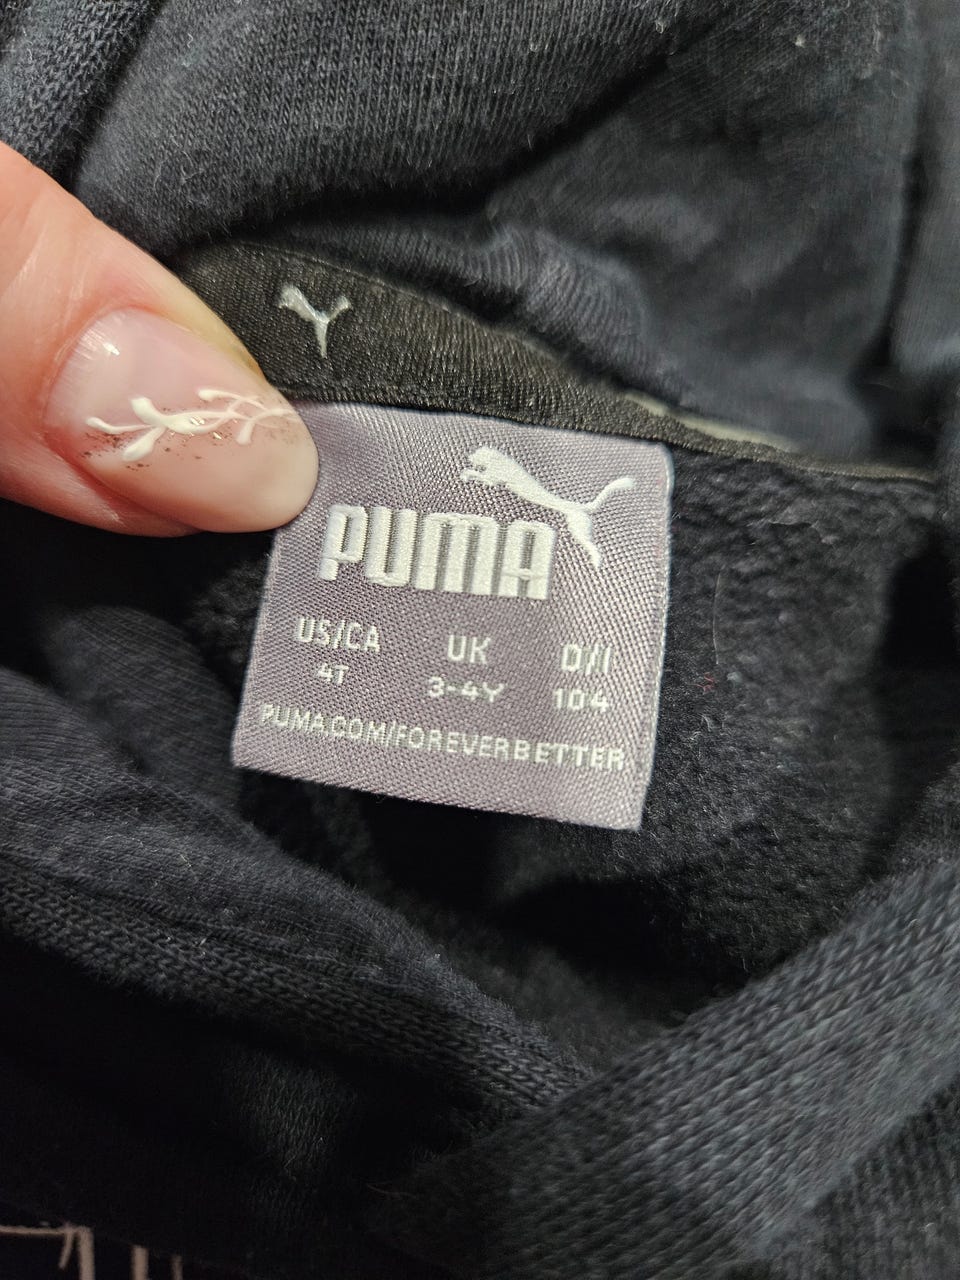 PUMA
US/CA UK D/I
4T 3-4Y 104
PUMA.COM/FOREVERBETTER